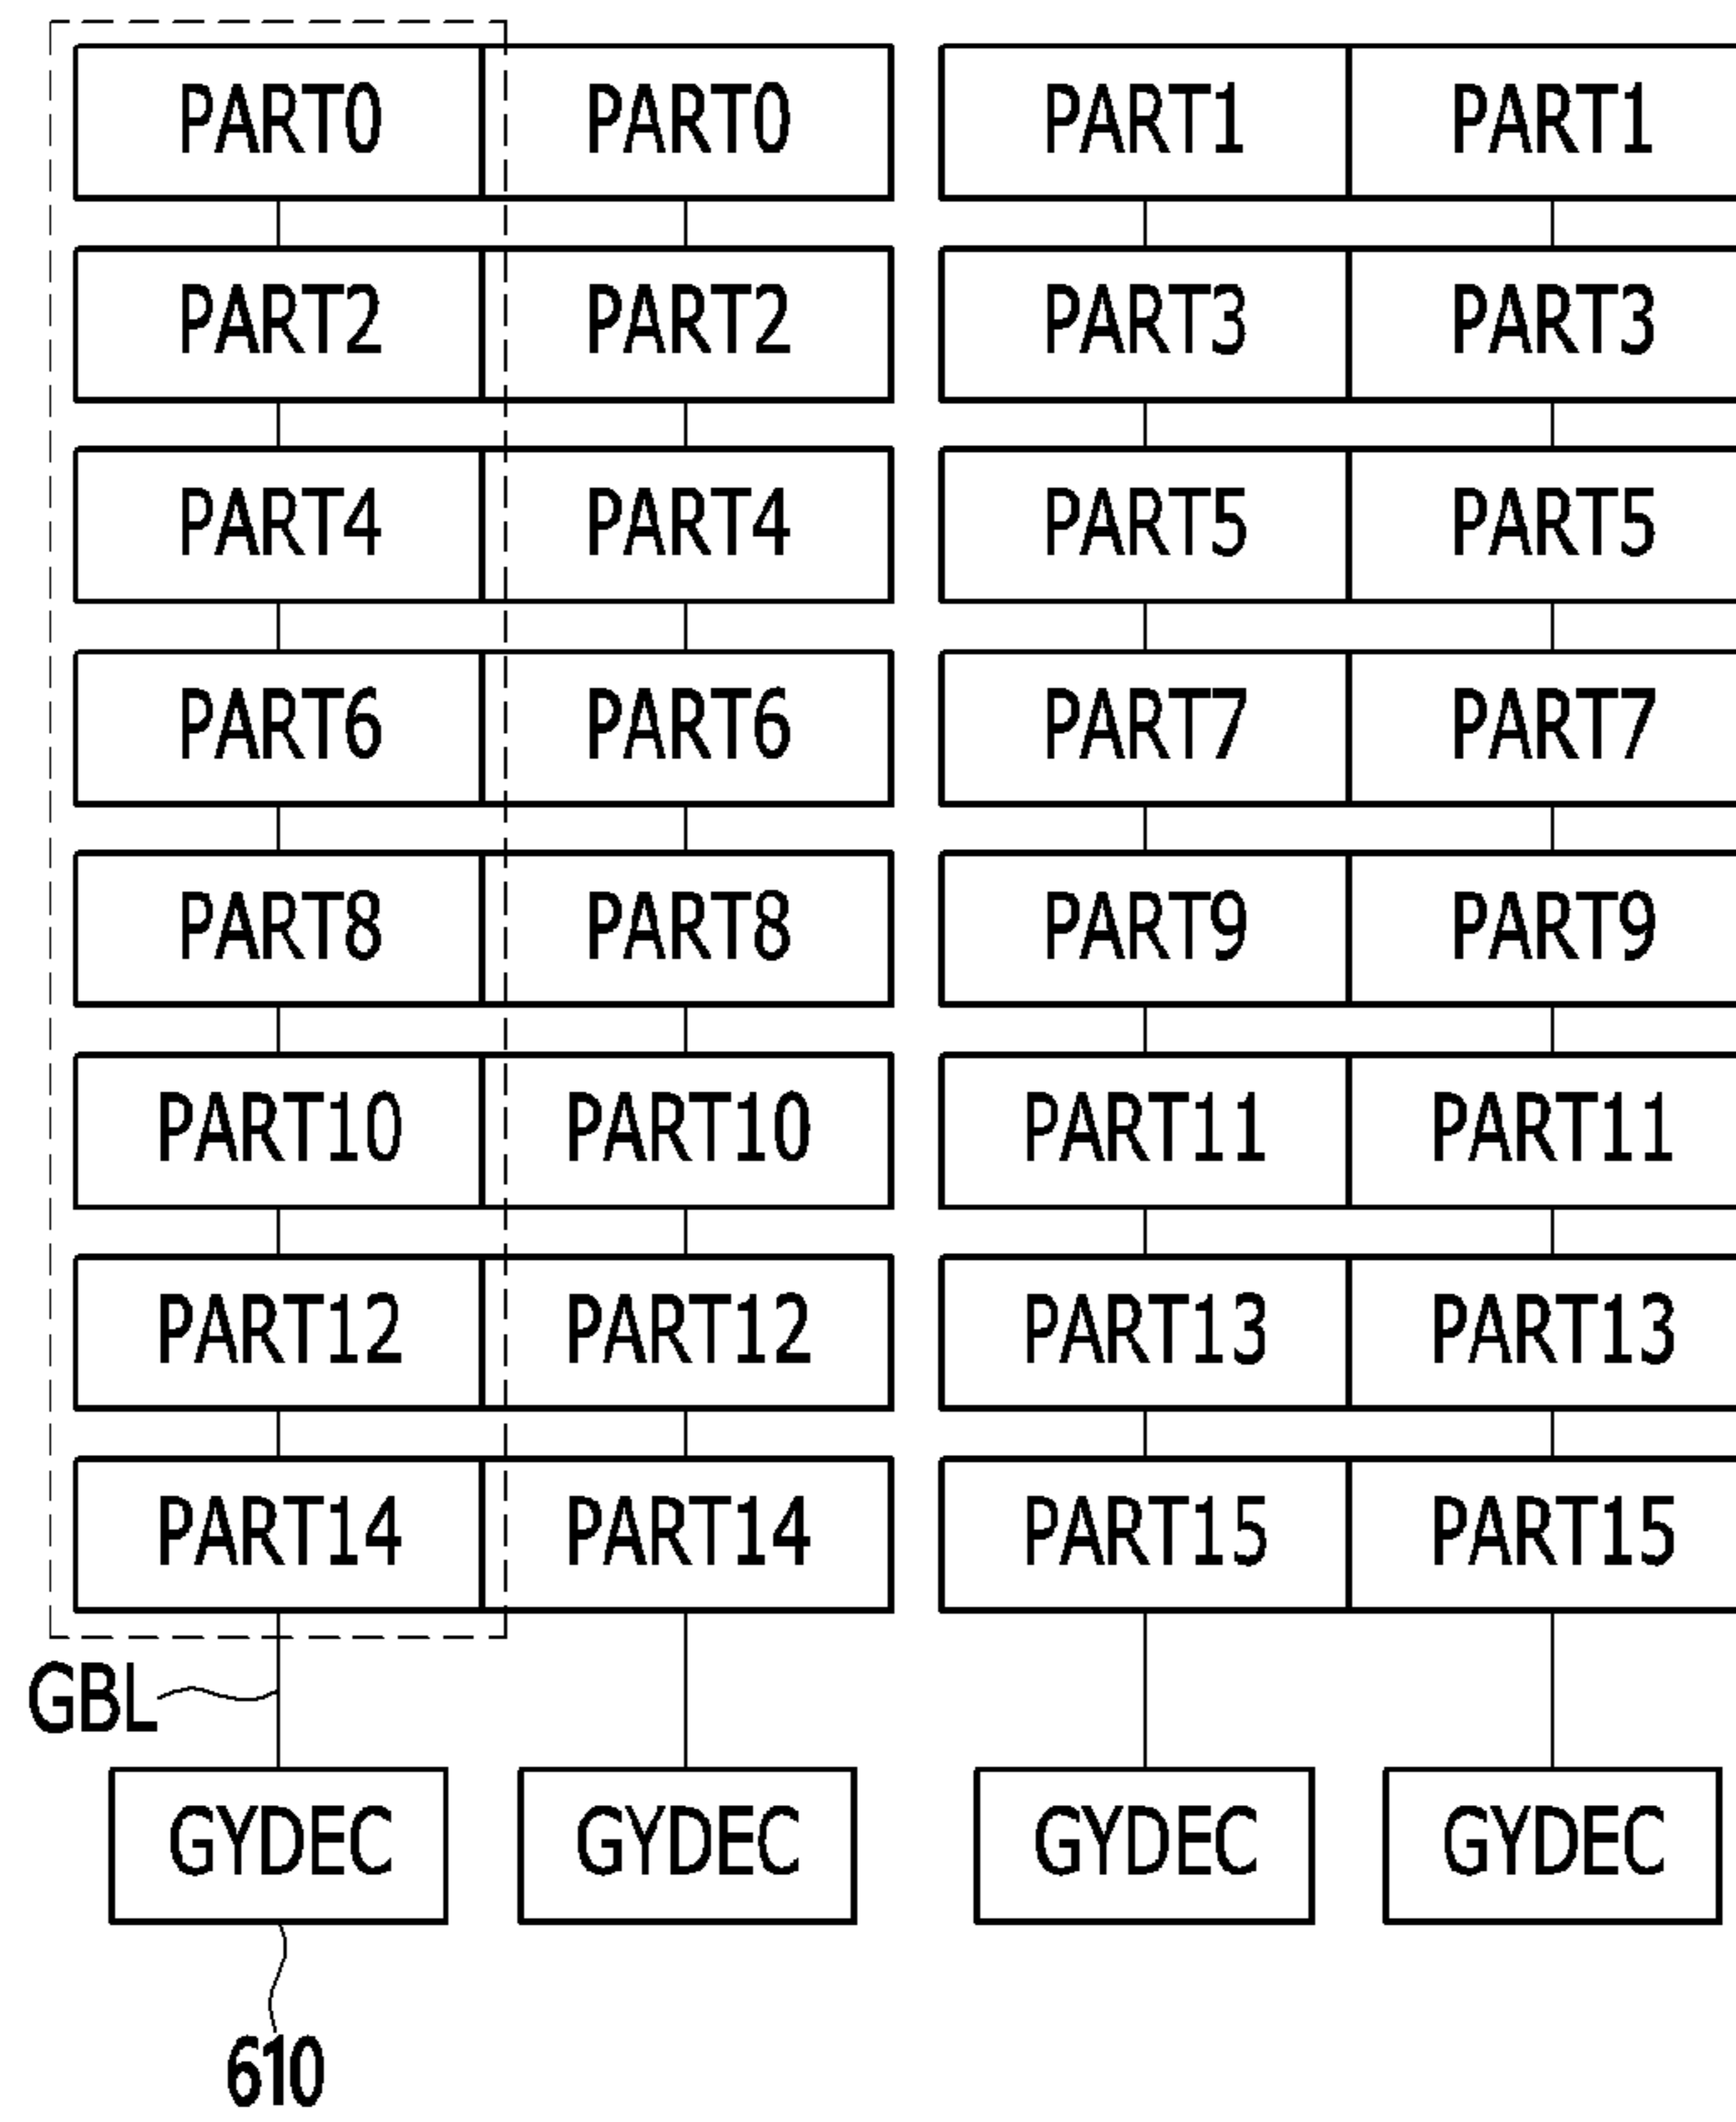 PART0 PART0 PART1 PART1
PART2 PART2 PART3 PART3
PART4 PART4 PART5 PART5
PART6 PART6 PART7 PART7
PART8 PART8 PART9 PART9
PART10 PART10 PART11 PART11
PART12 PART12 PART13 PART13
PART14 PART14 PART15 PART15
GBL
GYDEC GYDEC GYDEC GYDEC
610